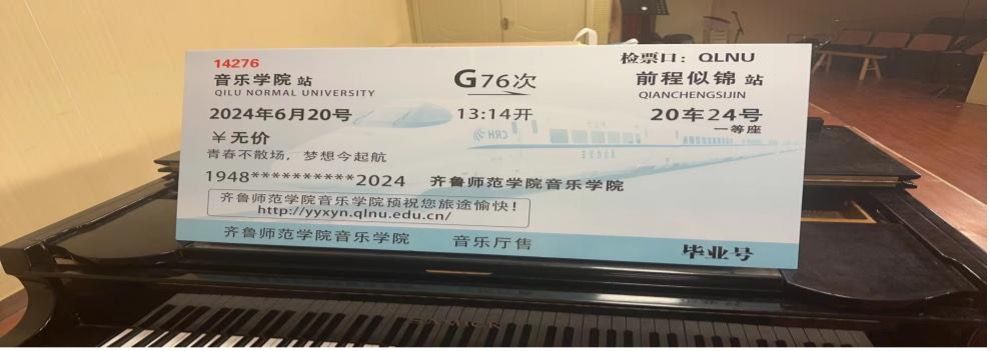 14276
检票口：QLNU
音乐学院 站
G76次
前程似锦 站
QILU NORMAL UNIVERSITY
QIANCHENGSIJIN
2024年6月20号
13:14开
20车24号
一等座
￥无价
CRH
青春不散场，梦想今起航
1948**********2024 齐鲁师范学院音乐学院
齐鲁师范学院音乐学院预祝您旅途愉快！
http://yyxyn.qlnu.edu.cn/
齐鲁师范学院音乐学院 音乐厅售
毕业号